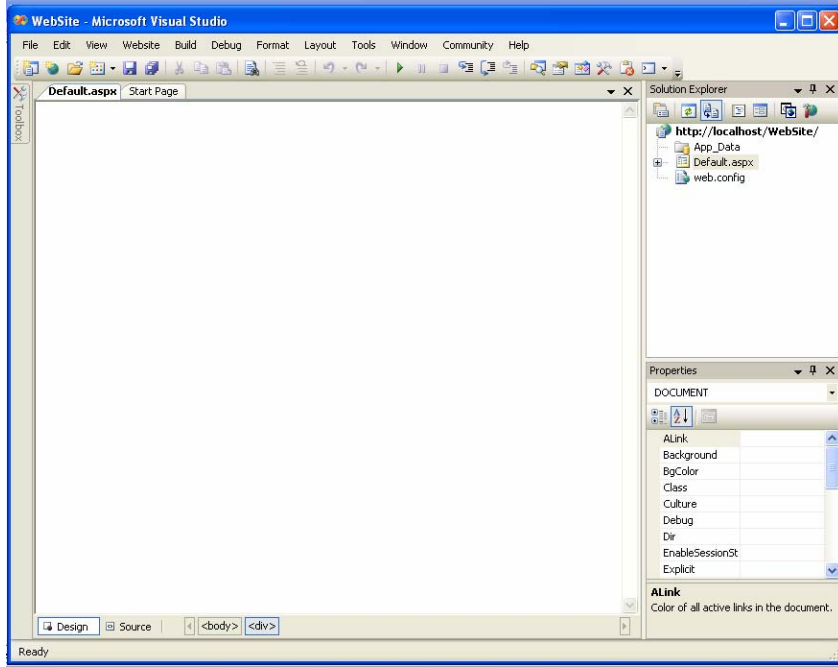 WebSite - Microsoft Visual Studio
File Edit View Website Build Debug Format Layout Tools Window Community Help
Default.aspx Start Page
Toolbox
Solution Explorer
http://localhost/WebSite/
App_Data
Default.aspx
web.config
Properties
DOCUMENT
ALink
Background
BgColor
Class
Culture
Debug
Dir
EnableSessionSt
Explicit
ALink
Color of all active links in the document.
Design Source <body> <div>
Ready